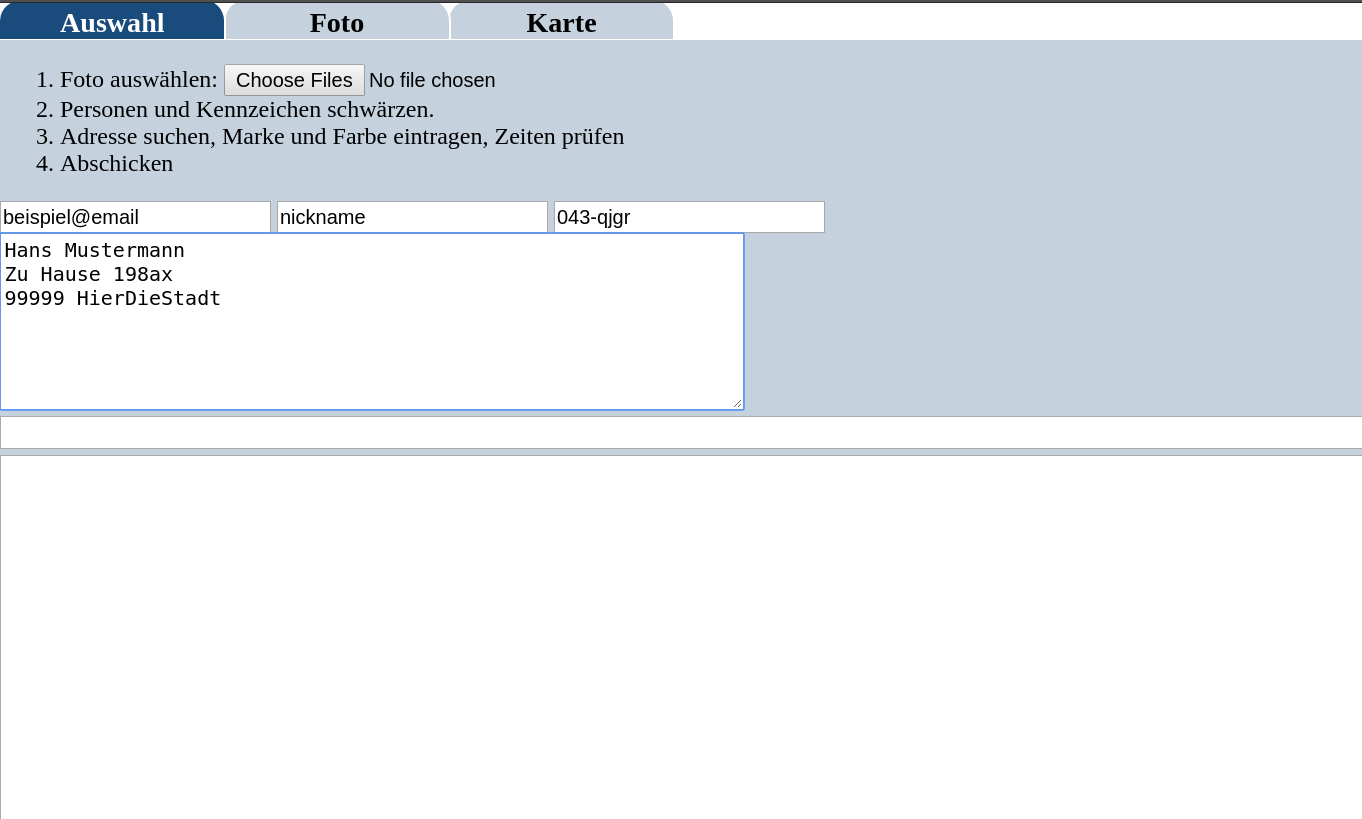 Auswahl Foto Karte
1. Foto auswählen: Choose Files No file chosen
2. Personen und Kennzeichen schwärzen.
3. Adresse suchen, Marke und Farbe eintragen, Zeiten prüfen
4. Abschicken
beispiel@email nickname 043-qjgr
Hans Mustermann
Zu Hause 198ax
99999 HierDieStadt